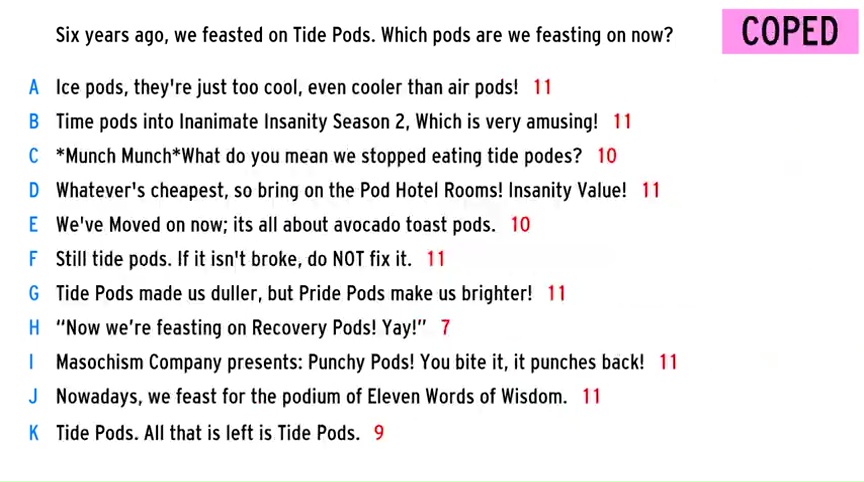 Six years ago, we feasted on Tide Pods. Which pods are we feasting on now?
COPED
A Ice pods, they're just too cool, even cooler than air pods! 11
B Time pods into Inanimate Insanity Season 2, Which is very amusing! 11
C *Munch Munch*What do you mean we stopped eating tide podes? 10
D Whatever's cheapest, so bring on the Pod Hotel Rooms! Insanity Value! 11
E We've Moved on now; its all about avocado toast pods. 10
F Still tide pods. If it isn't broke, do NOT fix it. 11
G Tide Pods made us duller, but Pride Pods make us brighter! 11
H “Now we’re feasting on Recovery Pods! Yay!” 7
I Masochism Company presents: Punchy Pods! You bite it, it punches back! 11
J Nowadays, we feast for the podium of Eleven Words of Wisdom. 11
K Tide Pods. All that is left is Tide Pods. 9